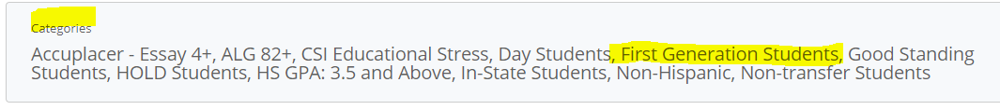 Categories
Accuplacer - Essay 4+, ALG 82+, CSI Educational Stress, Day Students, First Generation Students, Good Standing
Students, HOLD Students, HS GPA: 3.5 and Above, In-State Students, Non-Hispanic, Non-transfer Students